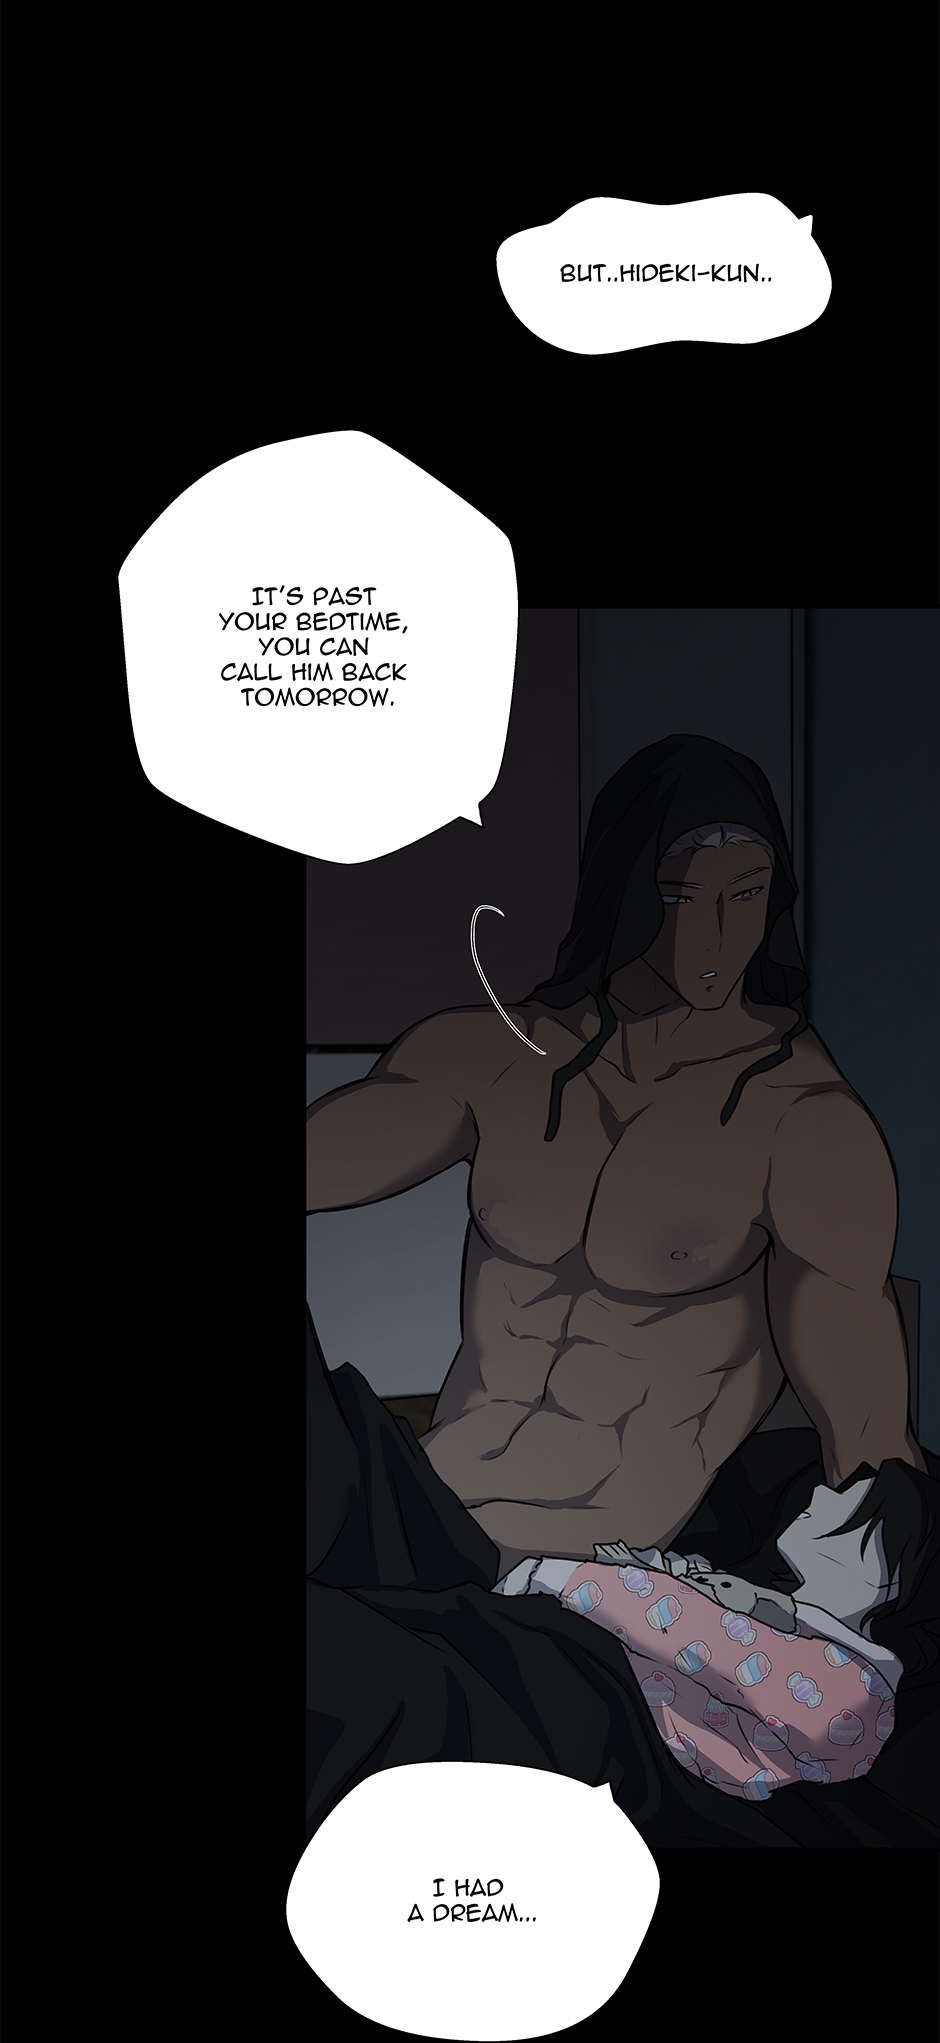 BUT..HIDEKI-KUN..
IT'S PAST
YOUR BEDTIME,
YOU CAN
CALL HIM BACK
TOMORROW.
I HAD
A DREAM...